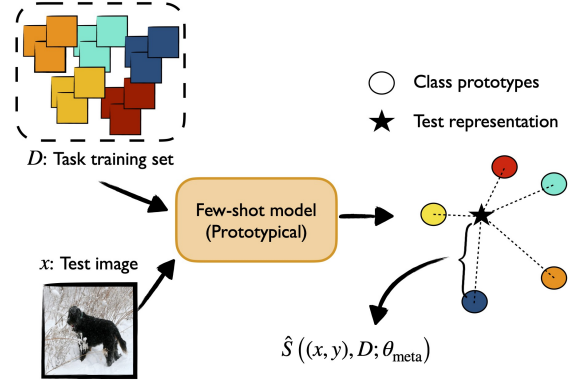 D: Task training set
x: Test image
Few-shot model
(Prototypical)
Class prototypes
Test representation
Ŝ ((x, y), D; θ_meta)